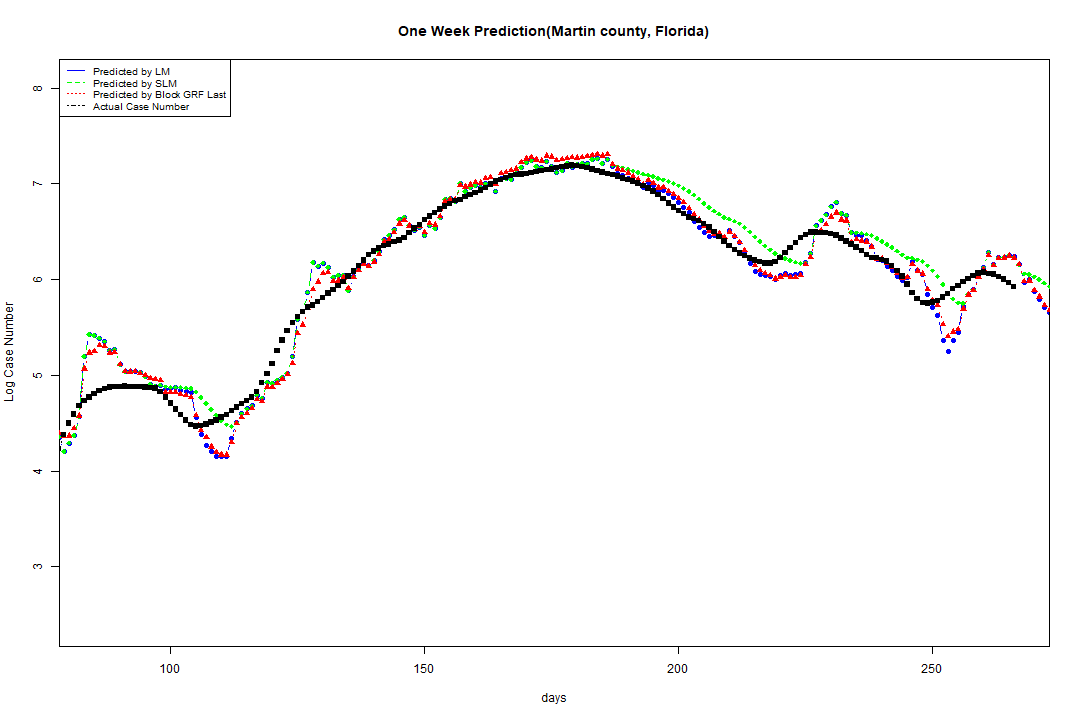 One Week Prediction(Martin county, Florida)
Predicted by LM
Predicted by SLM
Predicted by Block GRF Last
Actual Case Number
8
7
6
5
4
3
Log Case Number
100 150 200 250
days